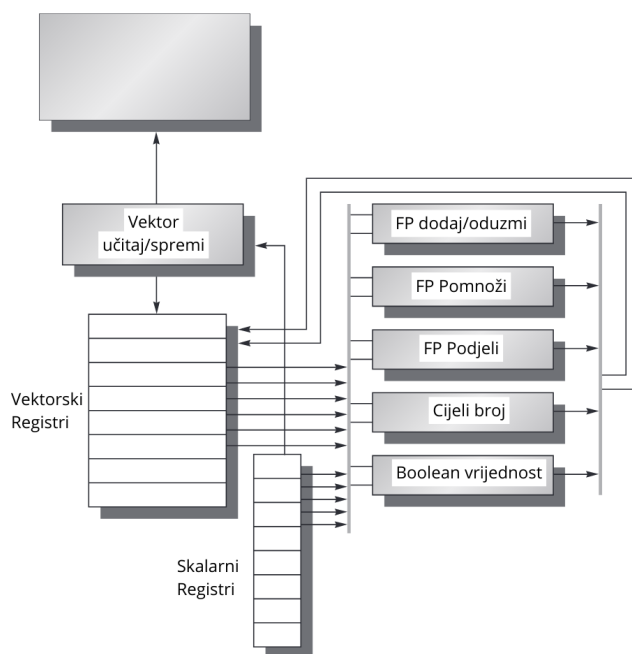 Vektor
učitaj/spremi
FP dodaj/oduzmi
FP Pomnoži
FP Podjeli
Cijeli broj
Boolean vrijednost
Vektorski
Registri
Skalarni
Registri